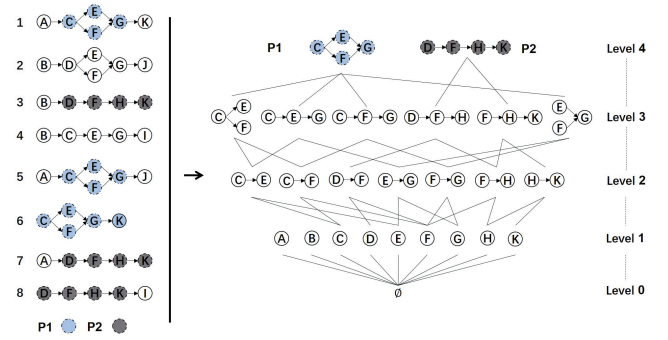 1 A C E F G K
2 B D E F G J
3 B D F H K
4 B C E G I
5 A C E F G J
6 C E F G K
7 A D F H K
8 D F H K I
P1 P2
P1 C E F G D F H K P2 Level 4
C E F C E G C F G D F H F H K E F G Level 3
C E C F D F E G F G F H H K Level 2
A B C D E F G H K Level 1
∅ Level 0